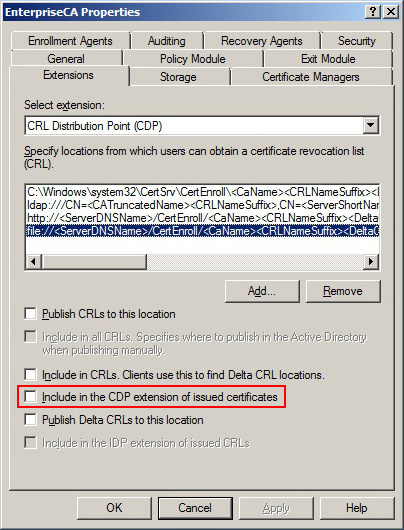 EnterpriseCA Properties
Enrollment Agents Auditing Recovery Agents Security
General Policy Module Exit Module
Extensions Storage Certificate Managers
Select extension:
CRL Distribution Point (CDP)
Specify locations from which users can obtain a certificate revocation list
(CRL).
C:\Windows\system32\CertSrv\CertEnroll\<CaName><CRLNameSuffix><
ldap:///CN=<CATruncatedName><CRLNameSuffix>,CN=<ServerShortName
http://<ServerDNSName>/CertEnroll/<CaName><CRLNameSuffix><Delta
file://<ServerDNSName>/CertEnroll/<CaName><CRLNameSuffix><DeltaC
Add... Remove
Publish CRLs to this location
Include in all CRLs. Specifies where to publish in the Active Directory
when publishing manually.
Include in CRLs. Clients use this to find Delta CRL locations.
Include in the CDP extension of issued certificates
Publish Delta CRLs to this location
Include in the IDP extension of issued CRLs
OK Cancel Apply Help